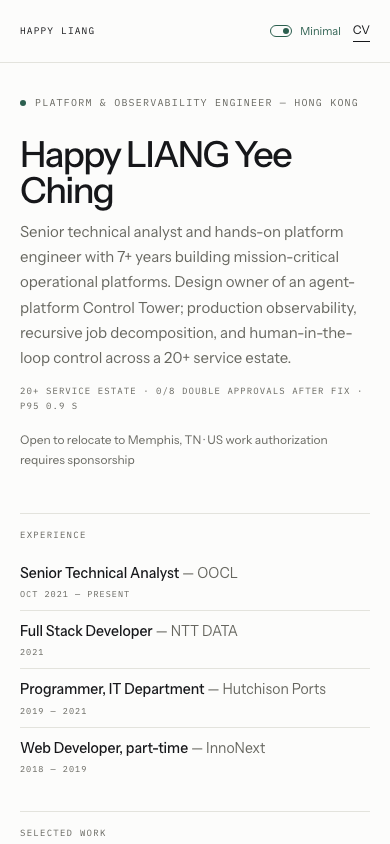 HAPPY LIANG
Minimal
CV
PLATFORM & OBSERVABILITY ENGINEER — HONG KONG
Happy LIANG Yee
Ching
Senior technical analyst and hands-on platform
engineer with 7+ years building mission-critical
operational platforms. Design owner of an agent-
platform Control Tower; production observability,
recursive job decomposition, and human-in-the-
loop control across a 20+ service estate.
20+ SERVICE ESTATE · 0/8 DOUBLE APPROVALS AFTER FIX ·
P95 0.9 S
Open to relocate to Memphis, TN · US work authorization
requires sponsorship
EXPERIENCE
Senior Technical Analyst — OOCL
OCT 2021 — PRESENT
Full Stack Developer — NTT DATA
2021
Programmer, IT Department — Hutchison Ports
2019 — 2021
Web Developer, part-time — InnoNext
2018 — 2019
SELECTED WORK